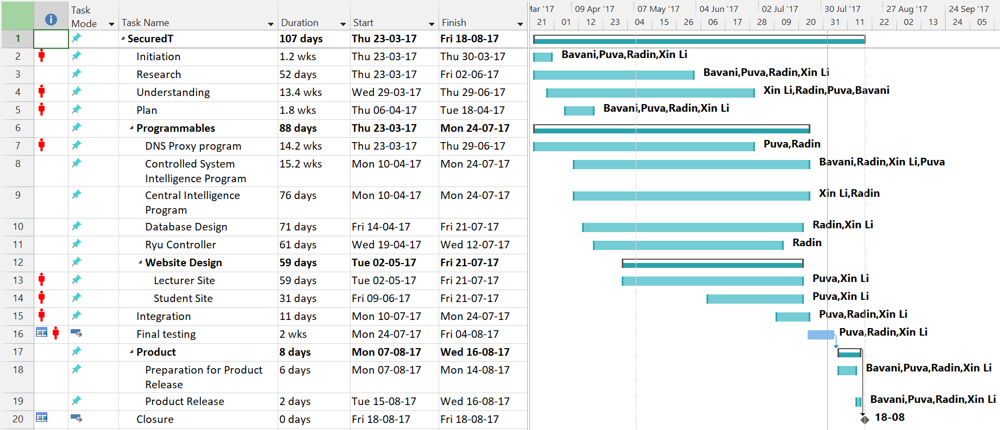 Task Mode Task Name Duration Start Finish
Mar '17 09 Apr '17 07 May '17 04 Jun '17 02 Jul '17 30 Jul '17 27 Aug '17 24 Sep '17
21 01 12 23 04 15 26 06 17 28 09 20 31 11 22 02 13 24 05
1 SecuredT 107 days Thu 23-03-17 Fri 18-08-17
2 Initiation 1.2 wks Thu 23-03-17 Thu 30-03-17 Bavani,Puva,Radin,Xin Li
3 Research 52 days Thu 23-03-17 Fri 02-06-17 Bavani,Puva,Radin,Xin Li
4 Understanding 13.4 wks Wed 29-03-17 Thu 29-06-17 Xin Li,Radin,Puva,Bavani
5 Plan 1.8 wks Thu 06-04-17 Tue 18-04-17 Bavani,Puva,Radin,Xin Li
6 Programmables 88 days Thu 23-03-17 Mon 24-07-17
7 DNS Proxy program 14.2 wks Thu 23-03-17 Thu 29-06-17 Puva,Radin
8 Controlled System 15.2 wks Mon 10-04-17 Mon 24-07-17 Bavani,Radin,Xin Li,Puva
Intelligence Program
9 Central Intelligence 76 days Mon 10-04-17 Mon 24-07-17 Xin Li,Radin
Program
10 Database Design 71 days Fri 14-04-17 Fri 21-07-17 Radin,Xin Li
11 Ryu Controller 61 days Wed 19-04-17 Wed 12-07-17 Radin
12 Website Design 59 days Tue 02-05-17 Fri 21-07-17
13 Lecturer Site 59 days Tue 02-05-17 Fri 21-07-17 Puva,Xin Li
14 Student Site 31 days Fri 09-06-17 Fri 21-07-17 Puva,Xin Li
15 Integration 11 days Mon 10-07-17 Mon 24-07-17 Puva,Radin,Xin Li
16 Final testing 2 wks Mon 24-07-17 Fri 04-08-17 Puva,Radin,Xin Li
17 Product 8 days Mon 07-08-17 Wed 16-08-17
18 Preparation for Product 6 days Mon 07-08-17 Mon 14-08-17 Bavani,Puva,Radin,Xin Li
Release
19 Product Release 2 days Tue 15-08-17 Wed 16-08-17 Bavani,Puva,Radin,Xin Li
20 Closure 0 days Fri 18-08-17 Fri 18-08-17 18-08